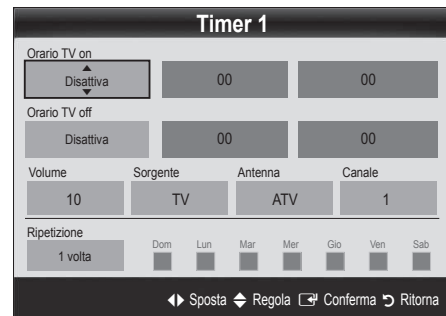 Timer 1
Orario TV on
Disattiva 00 00
Orario TV off
Disattiva 00 00
Volume Sorgente Antenna Canale
10 TV ATV 1
Ripetizione
1 volta Dom Lun Mar Mer Gio Ven Sab
Sposta Regola Conferma Ritorna